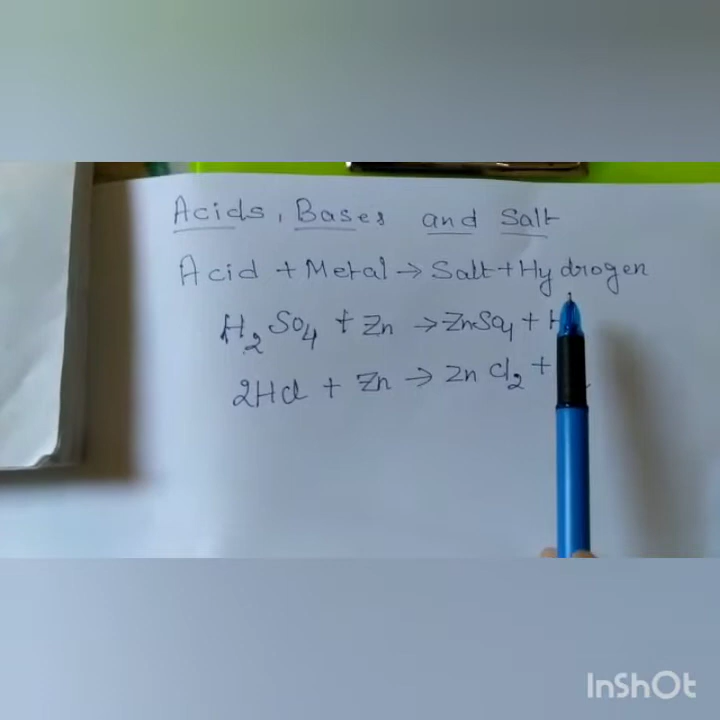 Acids, Bases and Salt
Acid + Metal → Salt + Hydrogen
H2SO4 + Zn → ZnSO4 +
2HCl + Zn → ZnCl2 +
InShOt